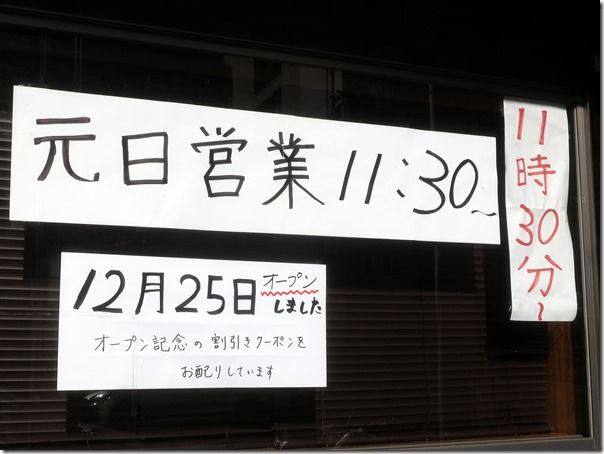 元日営業11:30~
11時30分~
12月25日オープンしました
オープン記念の割引きクーポンを
お配りしています